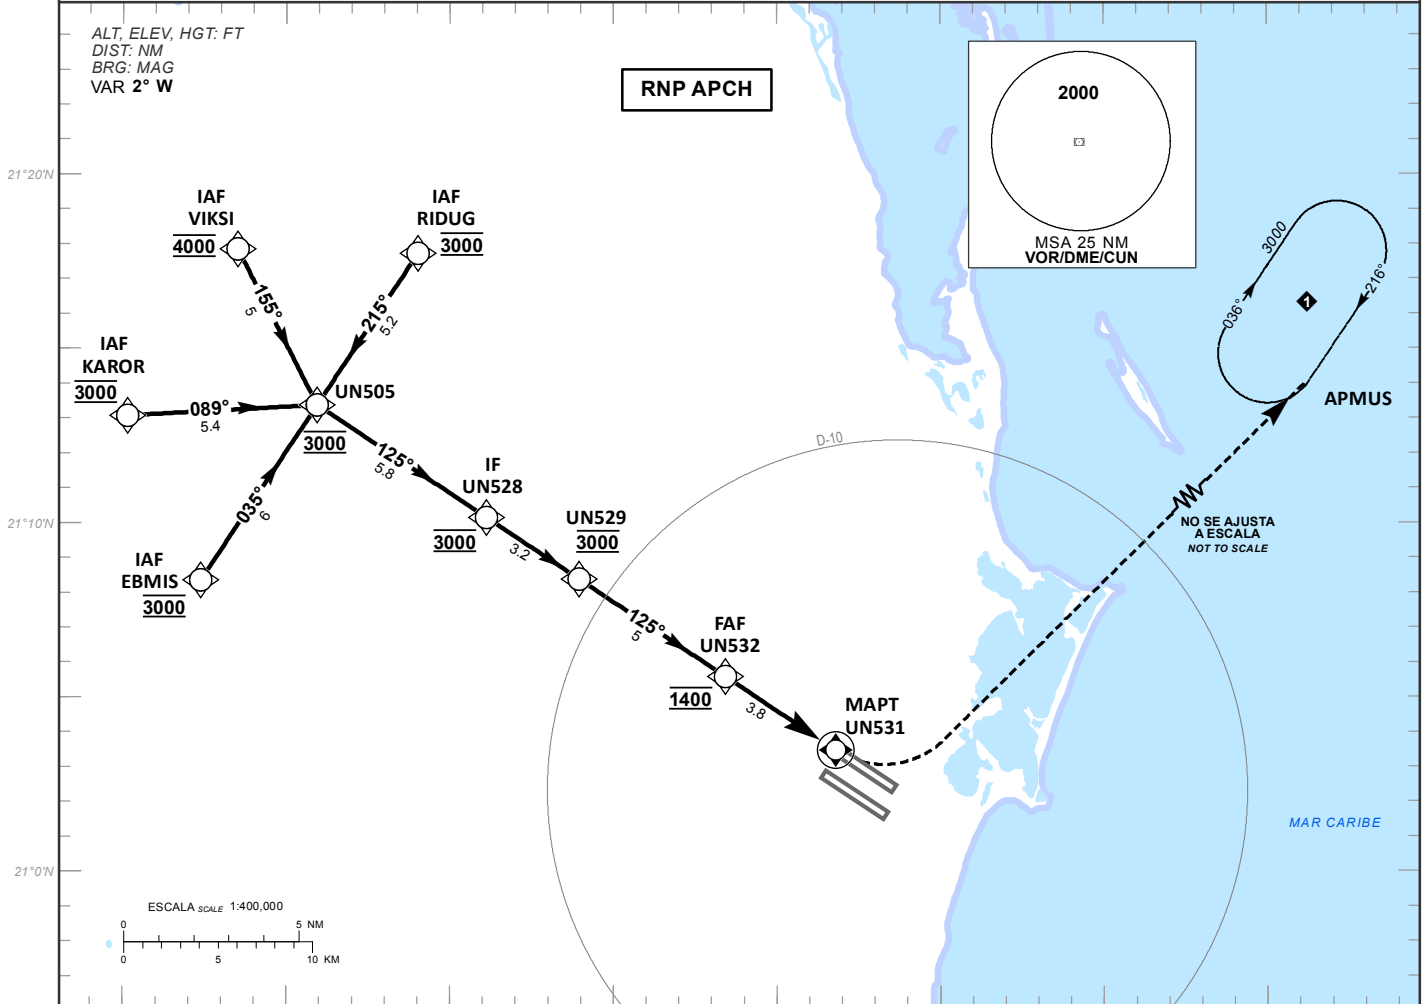 ALT, ELEV, HGT: FT
DIST: NM
BRG: MAG
VAR 2° W
RNP APCH
2000
MSA 25 NM
VOR/DME/CUN
21°20'N
IAF
VIKSI
4000
IAF
RIDUG
3000
155°
5
215°
5.2
IAF
KAROR
3000
089°
5.4
UN505
3000
035°
6
IAF
EBMIS
3000
125°
5.8
IF
UN528
3000
3.2
UN529
3000
125°
5
FAF
UN532
1400
3.8
MAPT
UN531
D-10
3000
036°
216°
1
APMUS
NO SE AJUSTA
A ESCALA
NOT TO SCALE
21°10'N
MAR CARIBE
21°0'N
ESCALA SCALE 1:400,000
0 5 NM
0 5 10 KM